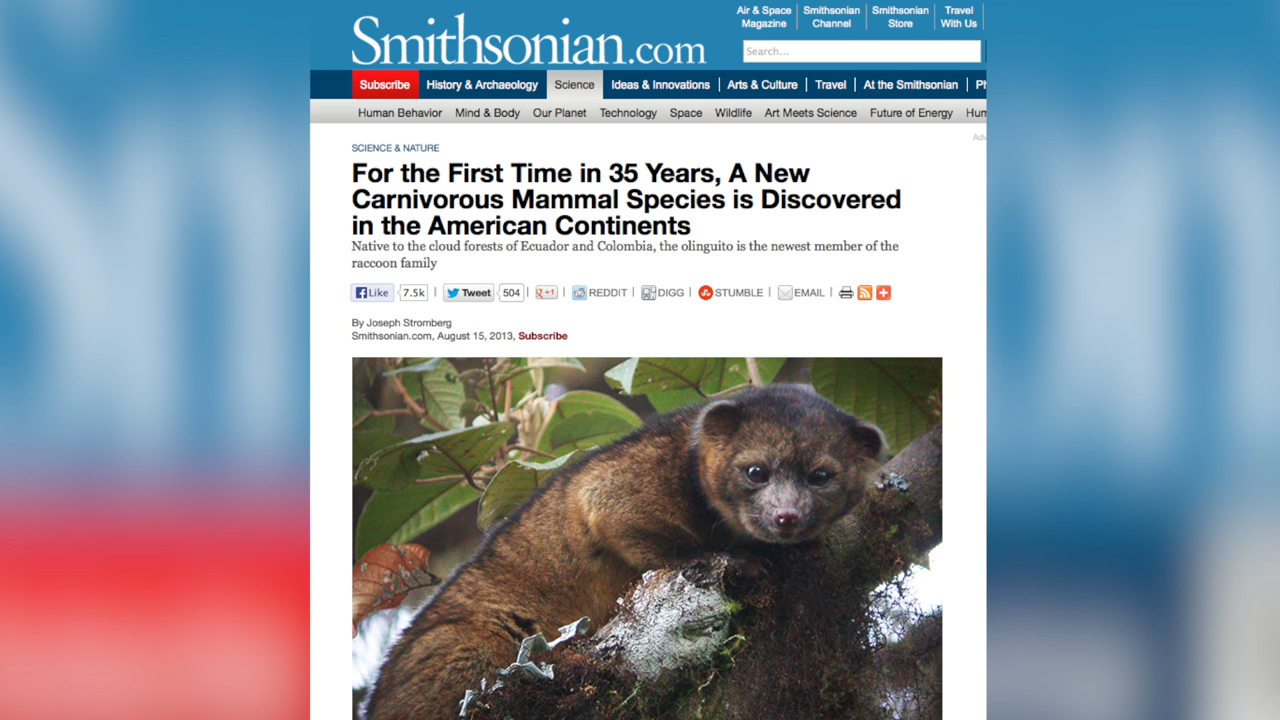 Smithsonian.com
Air & Space Magazine
Smithsonian Channel
Smithsonian Store
Travel With Us
Search...
Subscribe History & Archaeology Science Ideas & Innovations Arts & Culture Travel At the Smithsonian
Human Behavior Mind & Body Our Planet Technology Space Wildlife Art Meets Science Future of Energy
SCIENCE & NATURE
For the First Time in 35 Years, A New
Carnivorous Mammal Species is Discovered
in the American Continents
Native to the cloud forests of Ecuador and Colombia, the olinguito is the newest member of the
raccoon family
Like 7.5k Tweet 504 +1 REDDIT DIGG STUMBLE EMAIL
By Joseph Stromberg
Smithsonian.com, August 15, 2013, Subscribe